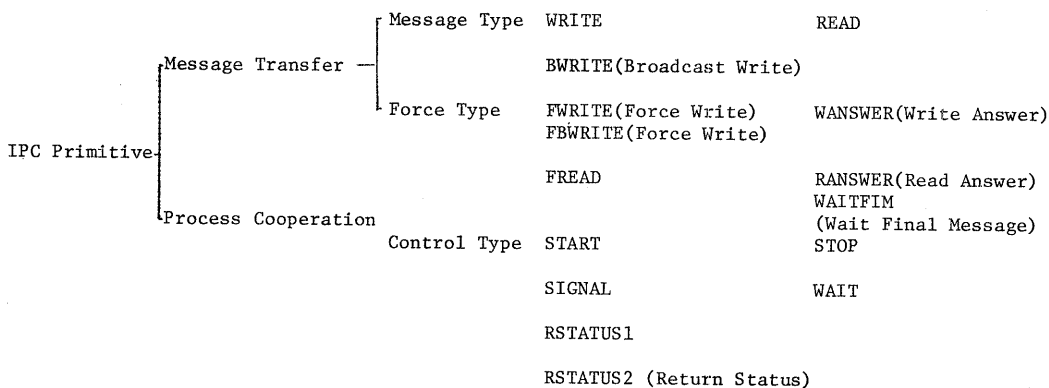 Message Type WRITE READ
Message Transfer
BWRITE(Broadcast Write)
Force Type FWRITE(Force Write) WANSWER(Write Answer)
FBWRITE(Force Write)
IPC Primitive
FREAD RANSWER(Read Answer)
WAITFIM
Process Cooperation
(Wait Final Message)
Control Type START STOP
SIGNAL WAIT
RSTATUS1
RSTATUS2 (Return Status)